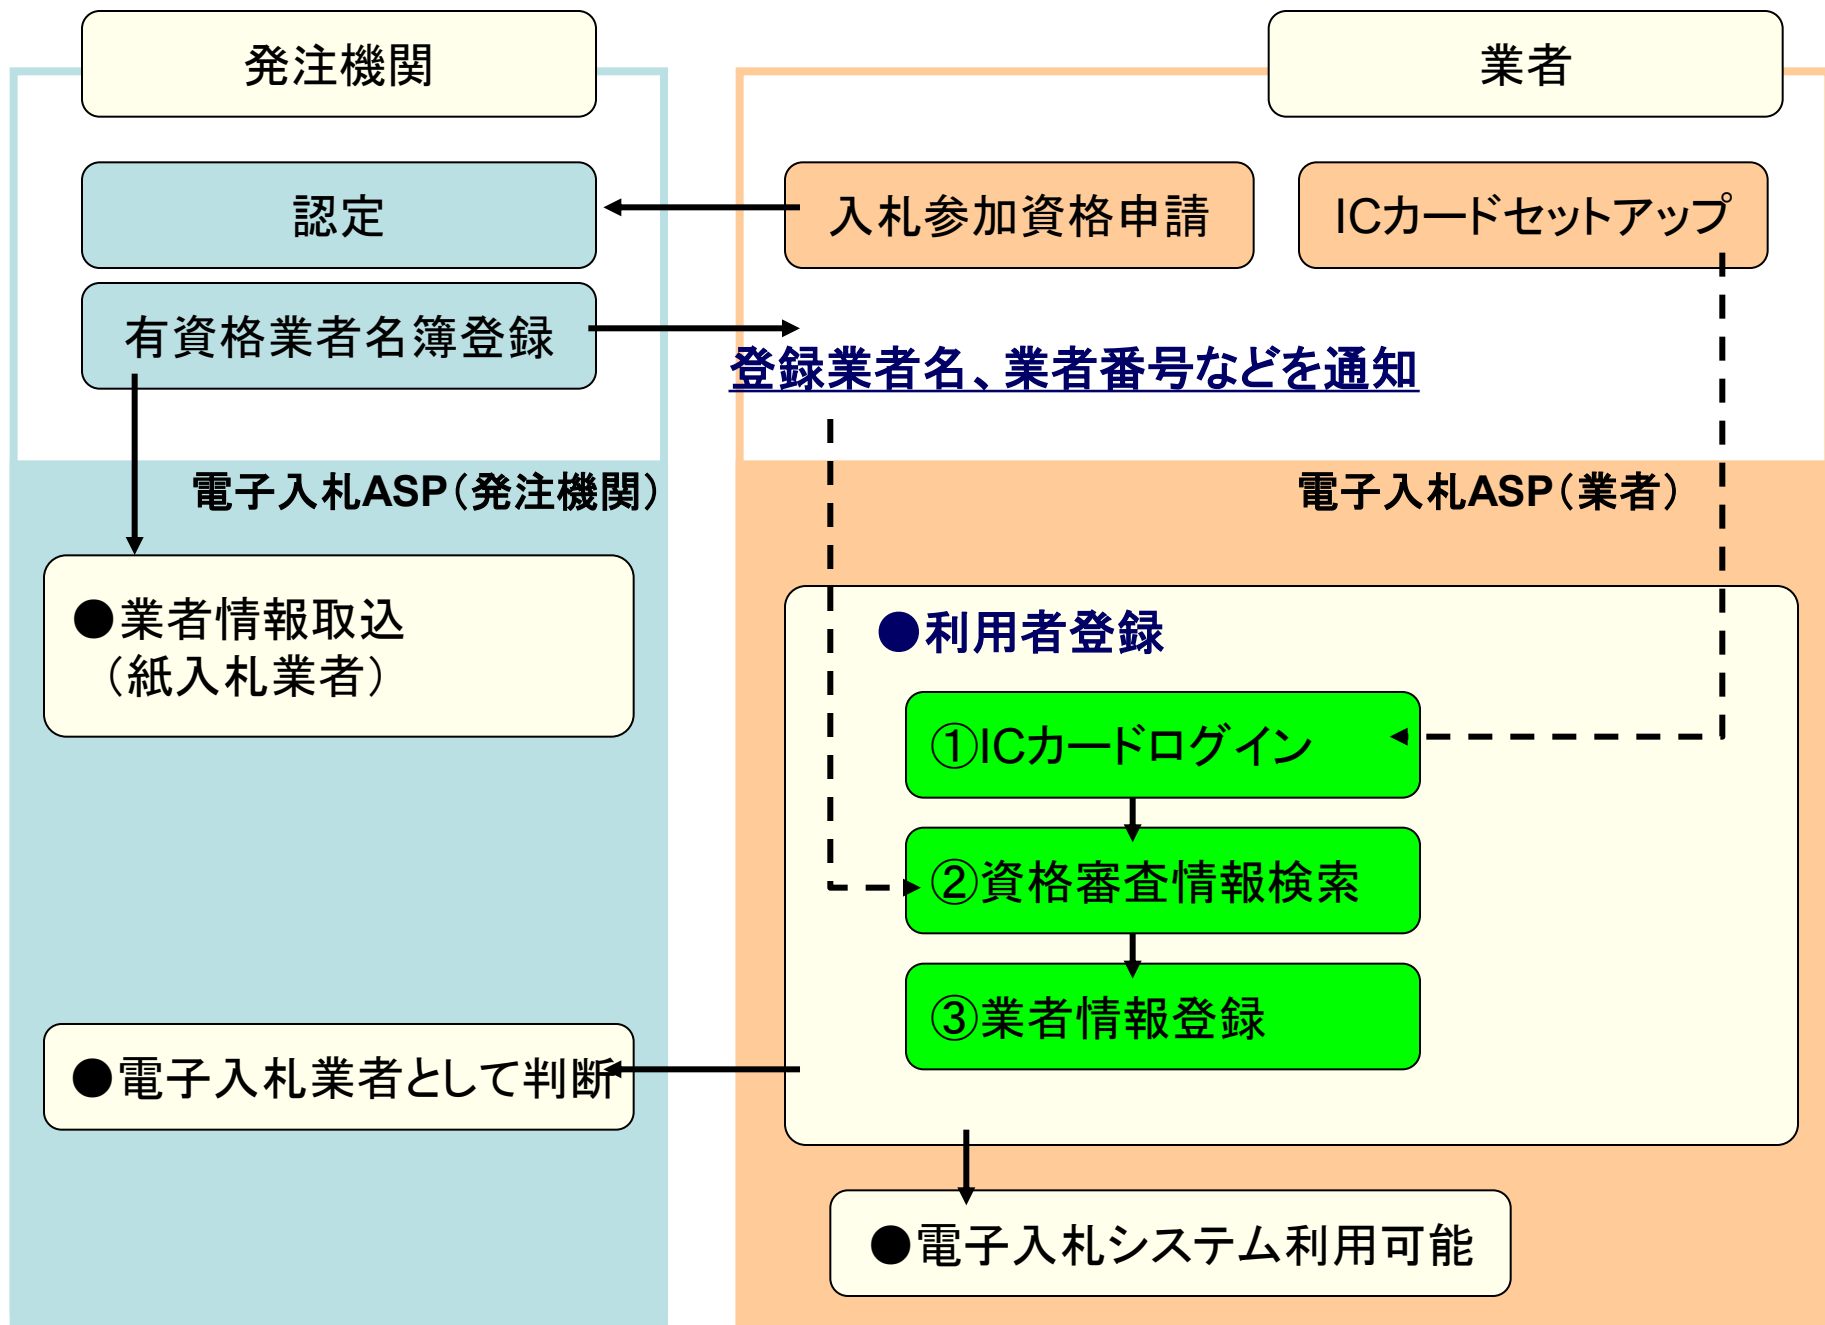 発注機関
業者
認定
入札参加資格申請
ICカードセットアップ
有資格業者名簿登録
登録業者名、業者番号などを通知
電子入札ASP（発注機関）
電子入札ASP（業者）
●業者情報取込
（紙入札業者）
●利用者登録
①ICカードログイン
②資格審査情報検索
③業者情報登録
●電子入札業者として判断
●電子入札システム利用可能